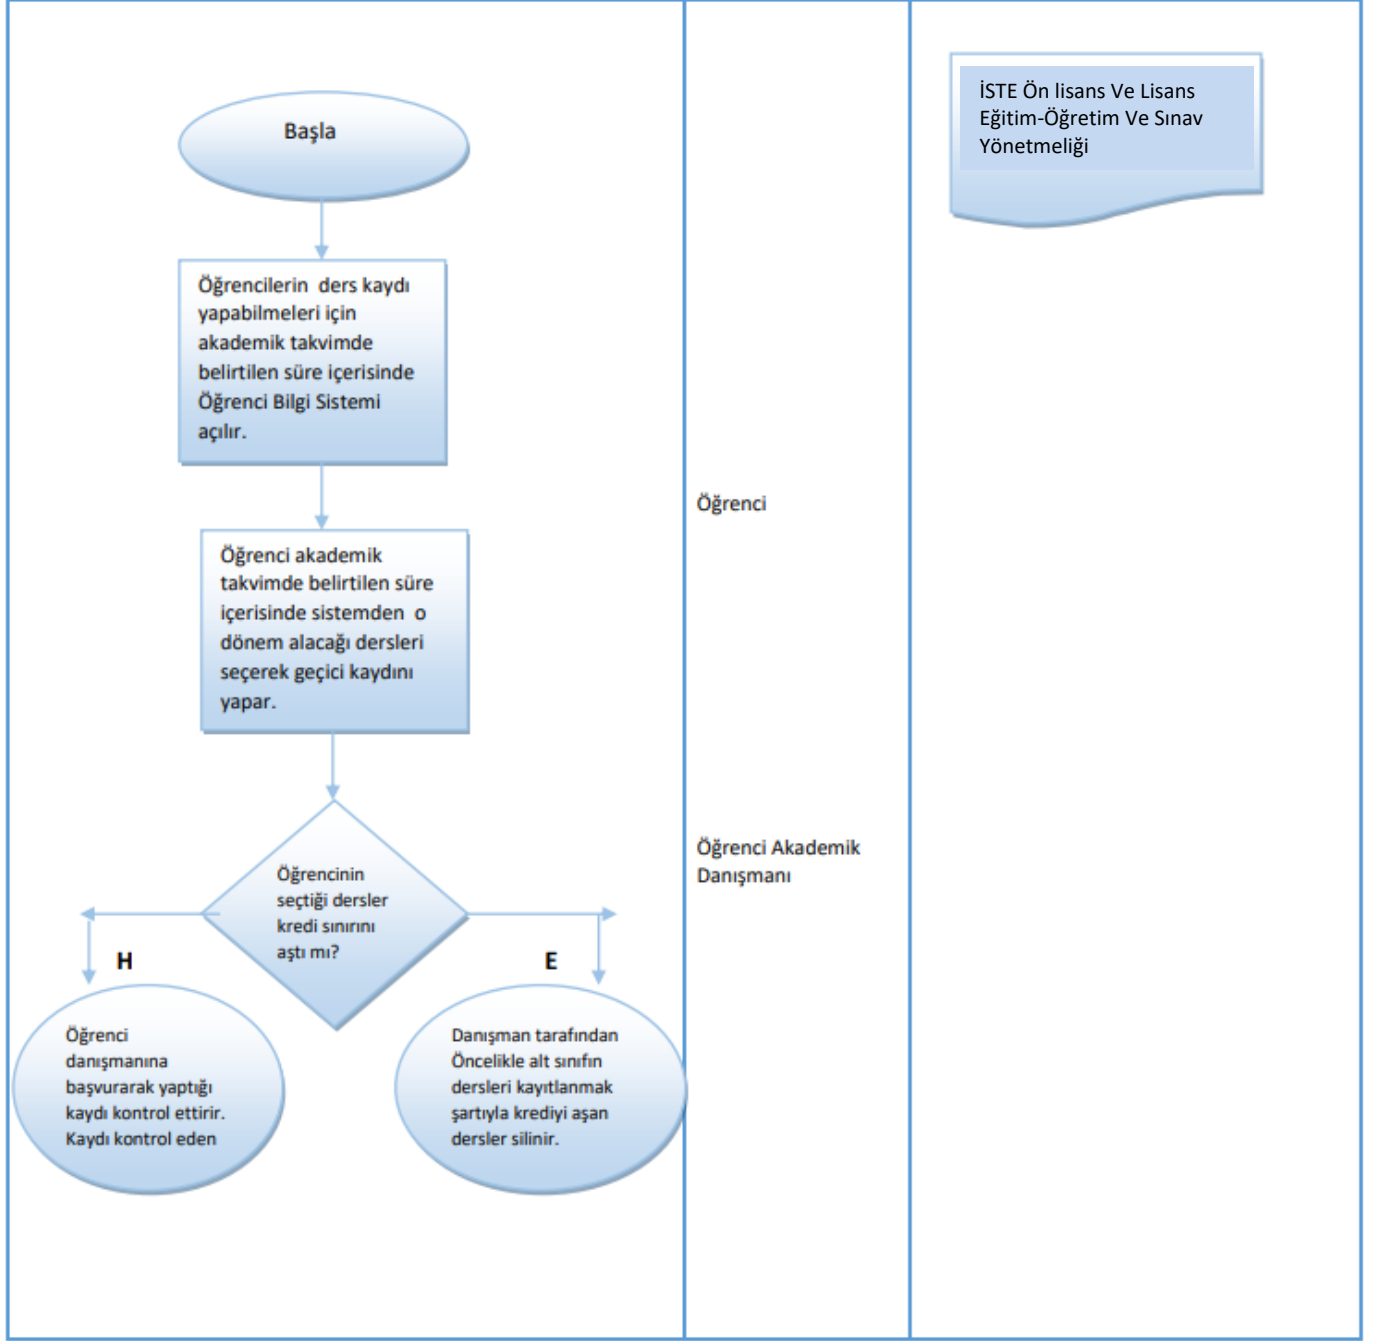 Başla
Öğrencilerin ders kaydı
yapabilmeleri için
akademik takvimde
belirtilen süre içerisinde
Öğrenci Bilgi Sistemi
açılır.
Öğrenci akademik
takvimde belirtilen süre
içerisinde sistemden o
dönem alacağı dersleri
seçerek geçici kaydını
yapar.
Öğrencinin
seçtiği dersler
kredi sınırını
aştı mı?
H
E
Öğrenci
danışmanına
başvurarak yaptığı
kaydı kontrol ettirir.
Kaydı kontrol eden
Danışman tarafından
Öncelikle alt sınıfın
dersleri kayıtlanmak
şartıyla krediyi aşan
dersler silinir.
Öğrenci
Öğrenci Akademik
Danışmanı
İSTE Ön lisans Ve Lisans
Eğitim-Öğretim Ve Sınav
Yönetmeliği